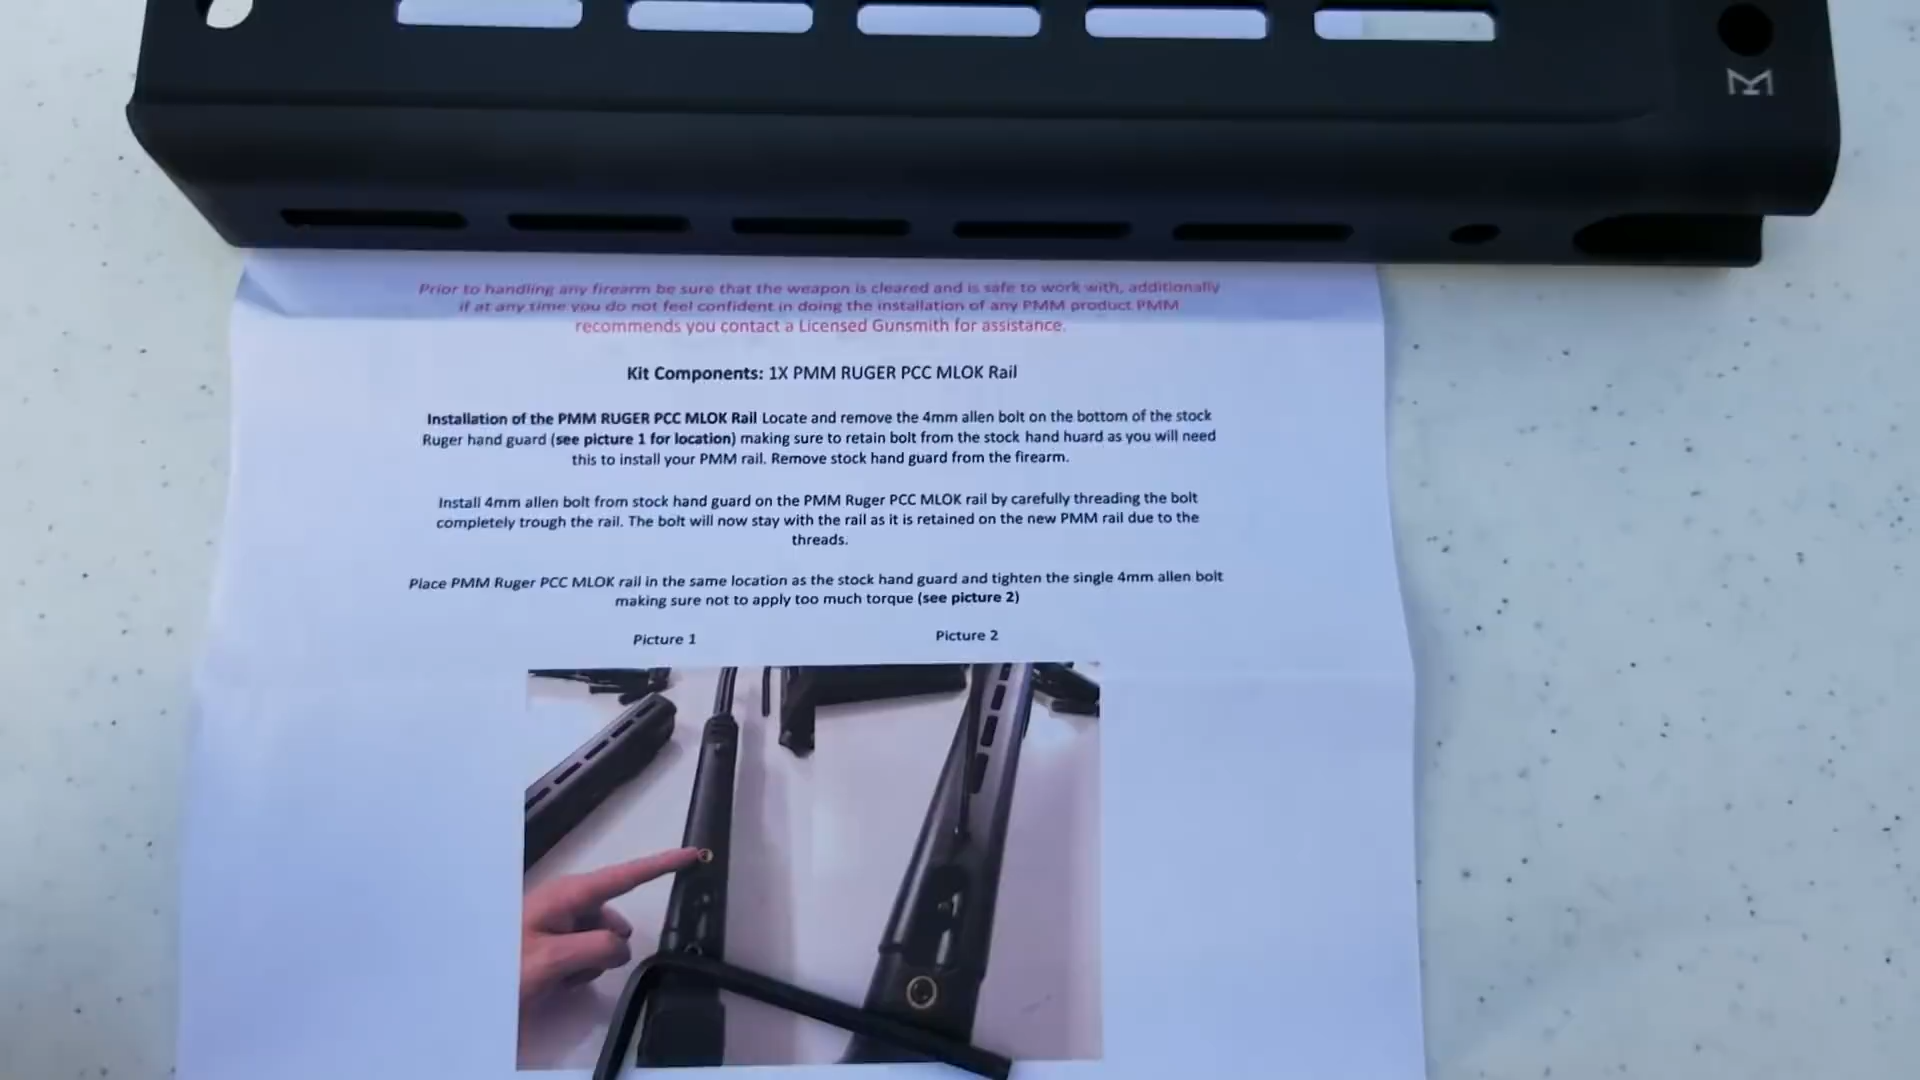 Prior to handling any firearm be sure that the weapon is cleared and is safe to work with, additionally
if at any time you do not feel confident in doing the installation of any PMM product PMM
recommends you contact a Licensed Gunsmith for assistance.
Kit Components: 1X PMM RUGER PCC MLOK Rail
Installation of the PMM RUGER PCC MLOK Rail Locate and remove the 4mm allen bolt on the bottom of the stock
Ruger hand guard (see picture 1 for location) making sure to retain bolt from the stock hand huard as you will need
this to install your PMM rail. Remove stock hand guard from the firearm.
Install 4mm allen bolt from stock hand guard on the PMM Ruger PCC MLOK rail by carefully threading the bolt
completely trough the rail. The bolt will now stay with the rail as it is retained on the new PMM rail due to the
threads.
Place PMM Ruger PCC MLOK rail in the same location as the stock hand guard and tighten the single 4mm allen bolt
making sure not to apply too much torque (see picture 2)
Picture 1 Picture 2